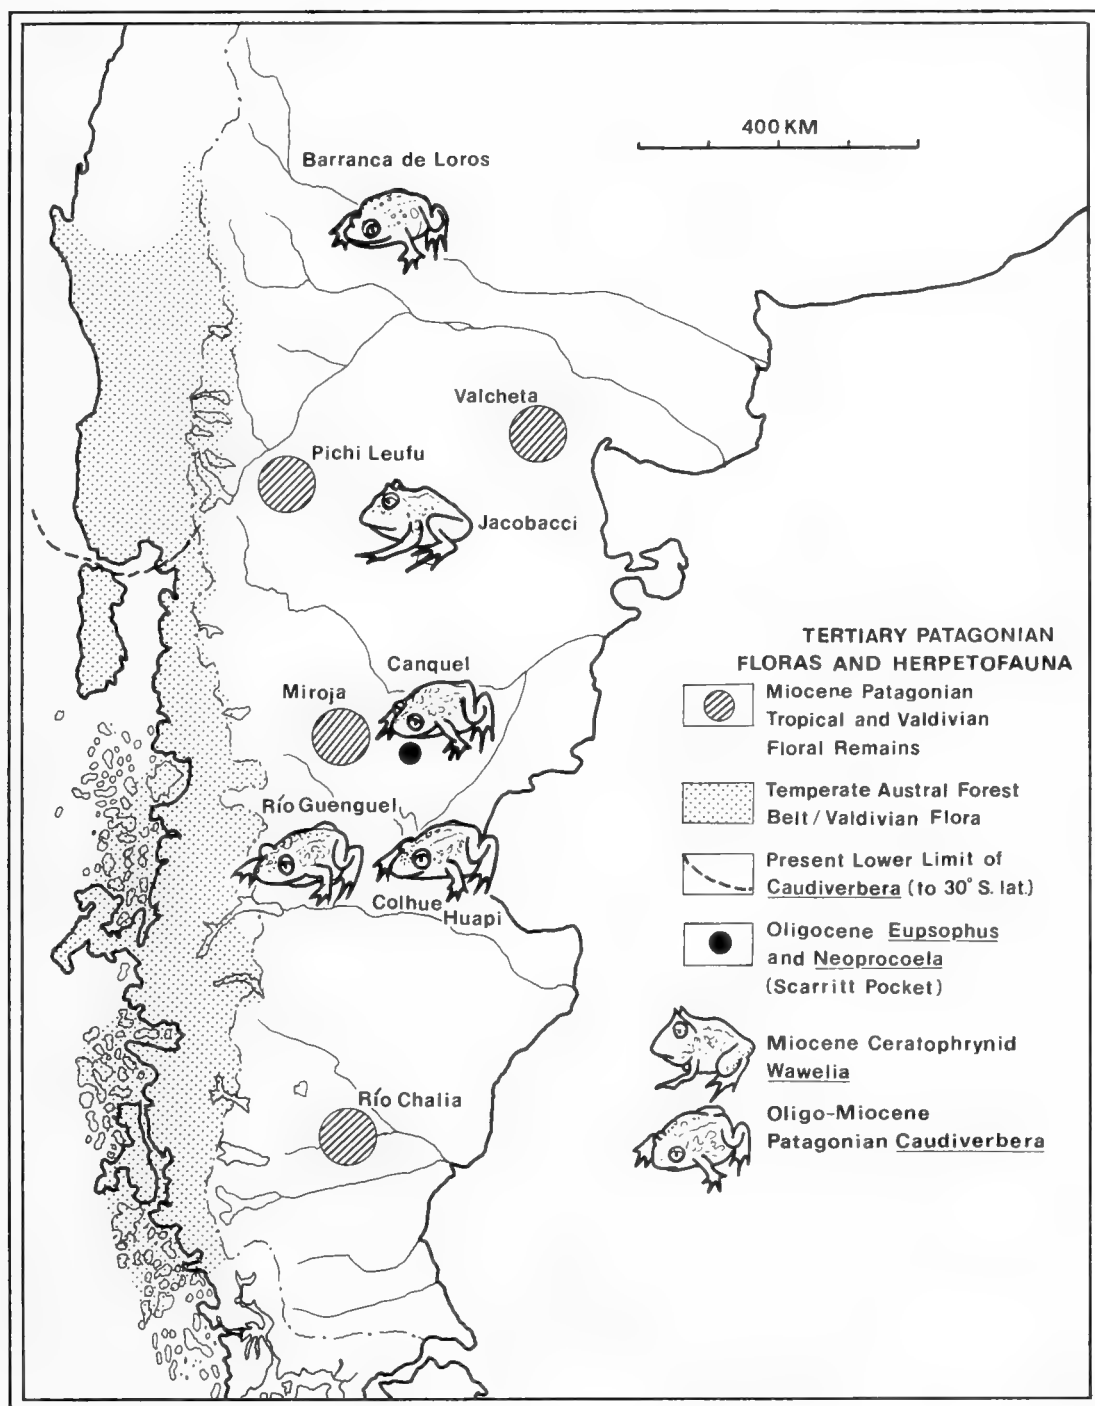 400 KM
Barranca de Loros
Valcheta
Pichi Leufu
Jacobacci
Canquel
Miroja
Río Guenguel
Colhue
Huapi
Río Chalia
TERTIARY PATAGONIAN
FLORAS AND HERPETOFAUNA
Miocene Patagonian
Tropical and Valdivian
Floral Remains
Temperate Austral Forest
Belt/Valdivian Flora
Present Lower Limit of
Caudiverbera (to 30° S. lat.)
Oligocene Eupsophus
and Neoprocoela
(Scarritt Pocket)
Miocene Ceratophrynid
Wawelia
Oligo-Miocene
Patagonian Caudiverbera